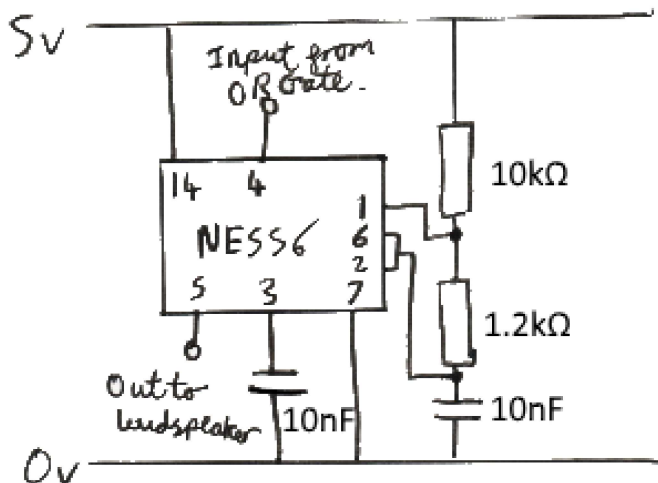 5v
Input from
OR Gate.
14 4
1
NE556
6
2
5 3 7
10kΩ
1.2kΩ
Out to
loudspeaker
10nF
10nF
0v